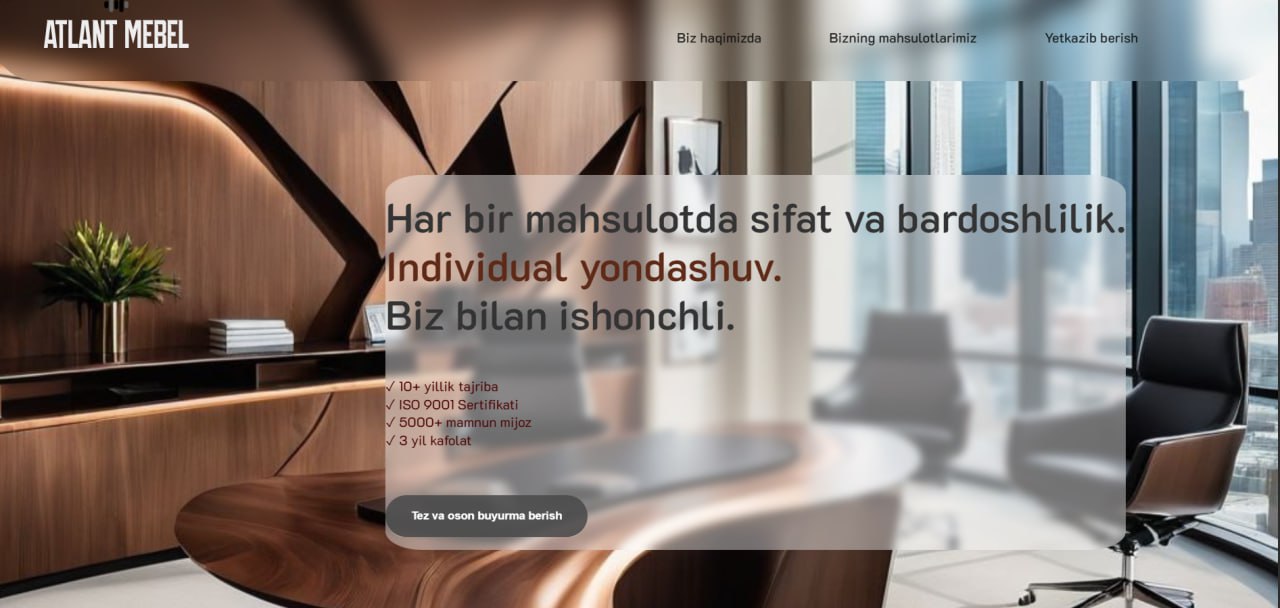 ATLANT MEBEL
Biz haqimizda
Bizning mahsulotlarimiz
Yetkazib berish
Har bir mahsulotda sifat va bardoshlilik.
Individual yondashuv.
Biz bilan ishonchli.
✓ 10+ yillik tajriba
✓ ISO 9001 Sertifikati
✓ 5000+ mamnun mijoz
✓ 3 yil kafolat
Tez va oson buyurma berish